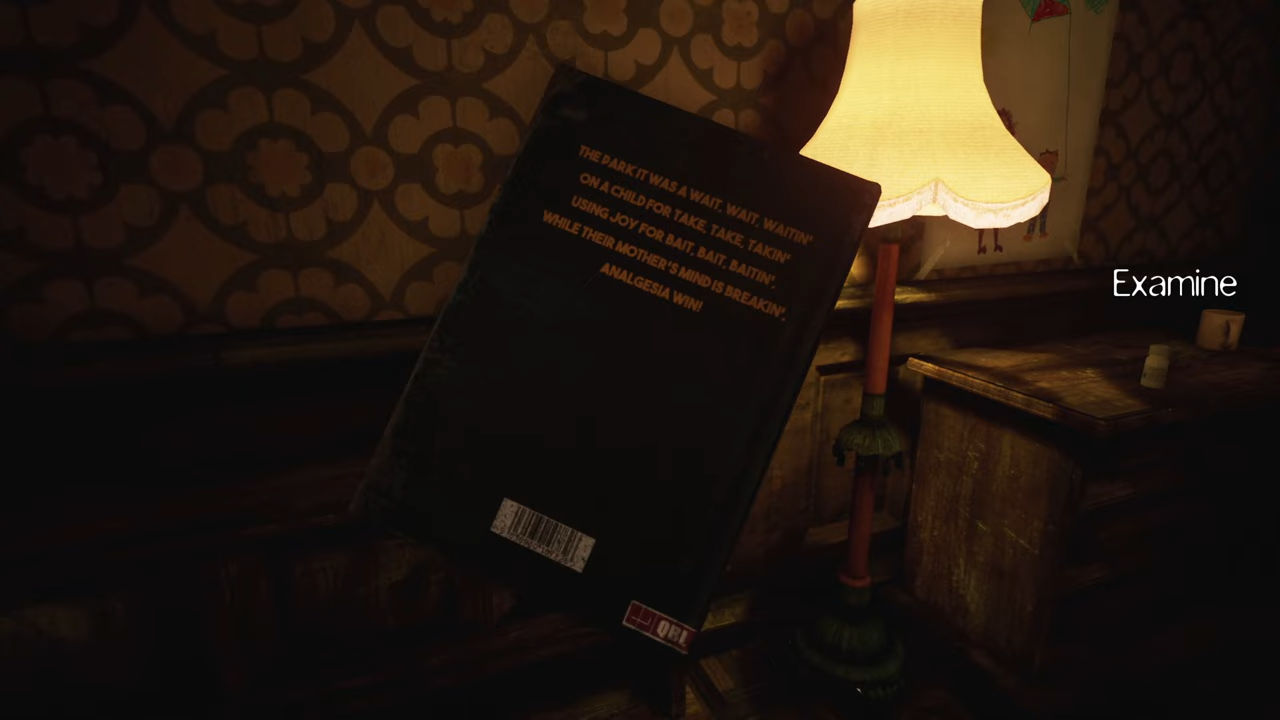 THE PARK IT WAS A WAIT, WAIT, WAITIN'
ON A CHILD FOR TAKE, TAKE, TAKIN'
USING JOY FOR BAIT, BAIT, BAITIN'.
WHILE THEIR MOTHER'S MIND IS BREAKIN'.
ANALGESIA WIN!
Examine
QBL